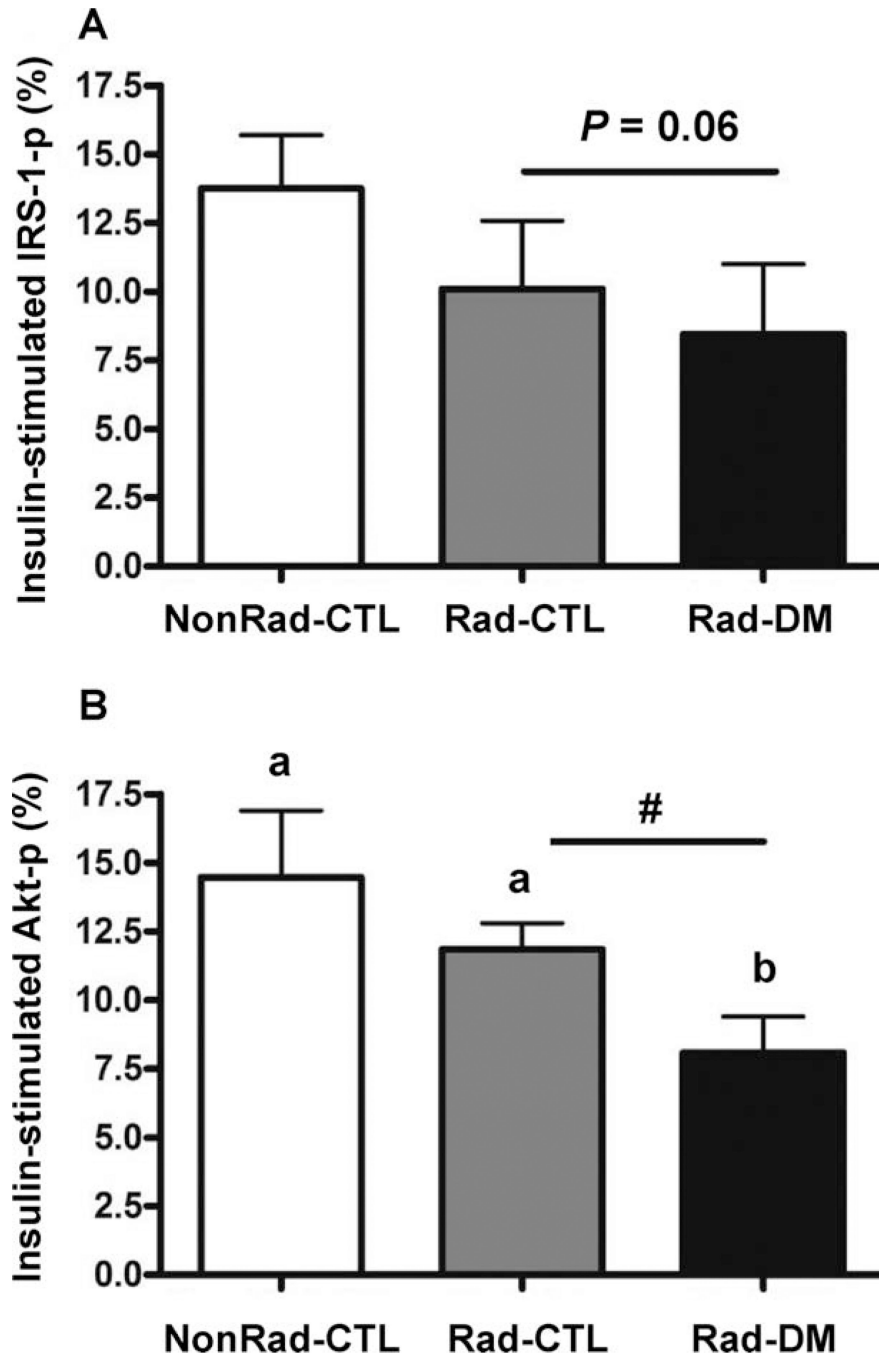 A
Insulin-stimulated IRS-1-p (%)
17.5
15.0
12.5
10.0
7.5
5.0
2.5
0.0
P = 0.06
NonRad-CTL Rad-CTL Rad-DM
B
Insulin-stimulated Akt-p (%)
17.5
15.0
12.5
10.0
7.5
5.0
2.5
0.0
a
#
a
b
NonRad-CTL Rad-CTL Rad-DM